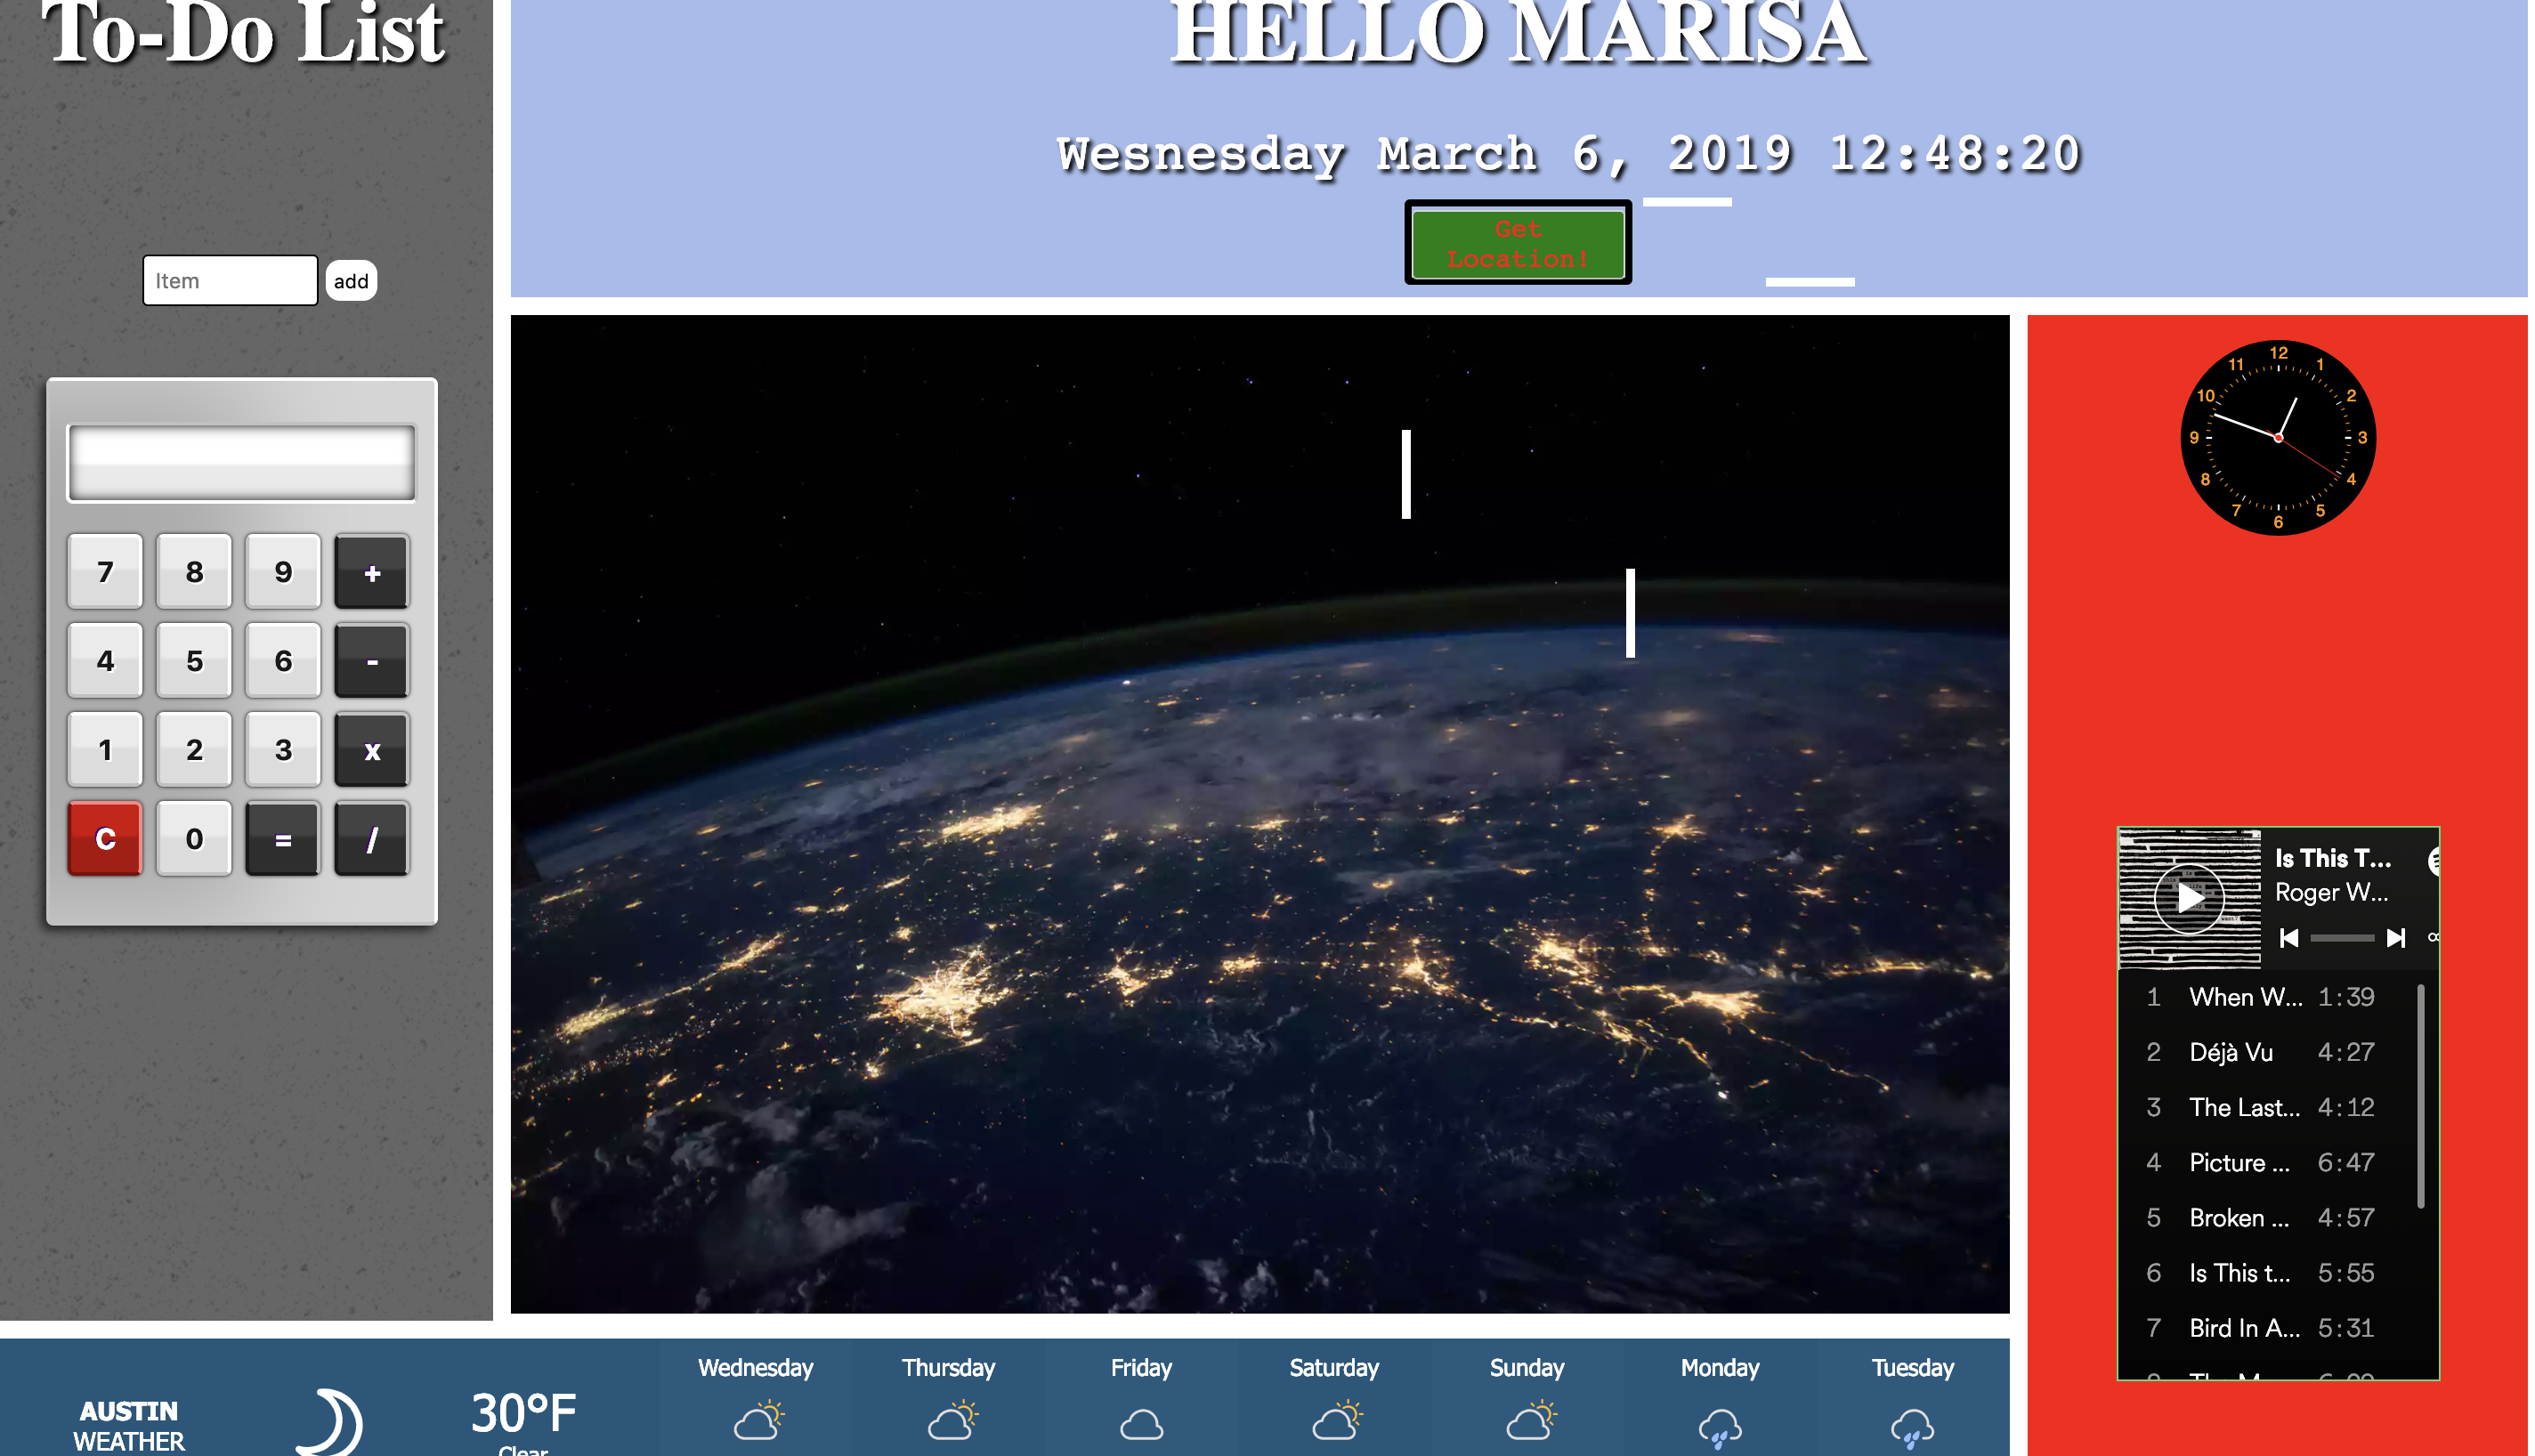 To-Do List
HELLO MARISA
Wesnesday March 6, 2019 12:48:20
Get
Location!
Item
add
7 8 9 +
4 5 6 -
1 2 3 x
C 0 = /
12
11 1
10 2
9 3
8 4
7 5
6
Is This T...
Roger W...
1 When W... 1:39
2 Déjà Vu 4:27
3 The Last... 4:12
4 Picture ... 6:47
5 Broken ... 4:57
6 Is This t... 5:55
7 Bird In A... 5:31
Wednesday Thursday Friday Saturday Sunday Monday Tuesday
AUSTIN
WEATHER
30°F
Clear